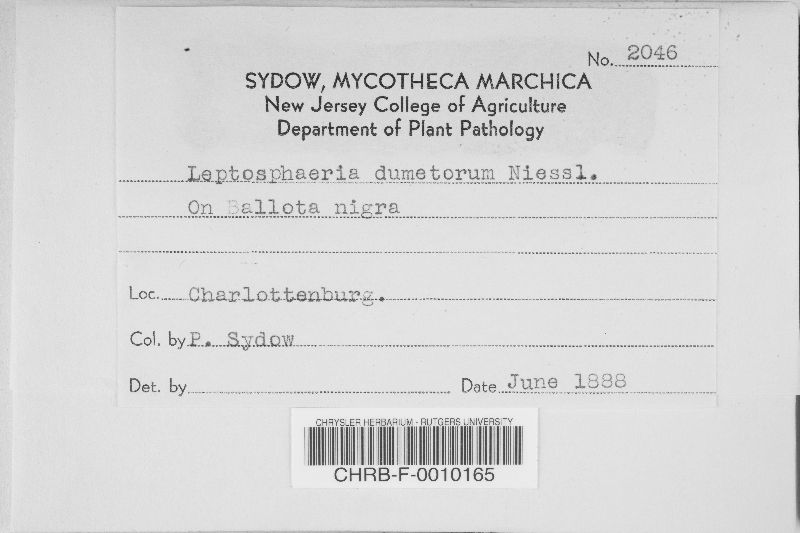 No. 2046
SYDOW, MYCOTHECA MARCHICA
New Jersey College of Agriculture
Department of Plant Pathology
Leptosphaeria dumetorum Niessl.
On Ballota nigra
Loc. Charlottenburg.
Col. by P. Sydow
Det. by Date June 1888
CHRYSLER HERBARIUM - RUTGERS UNIVERSITY
CHRB-F-0010165